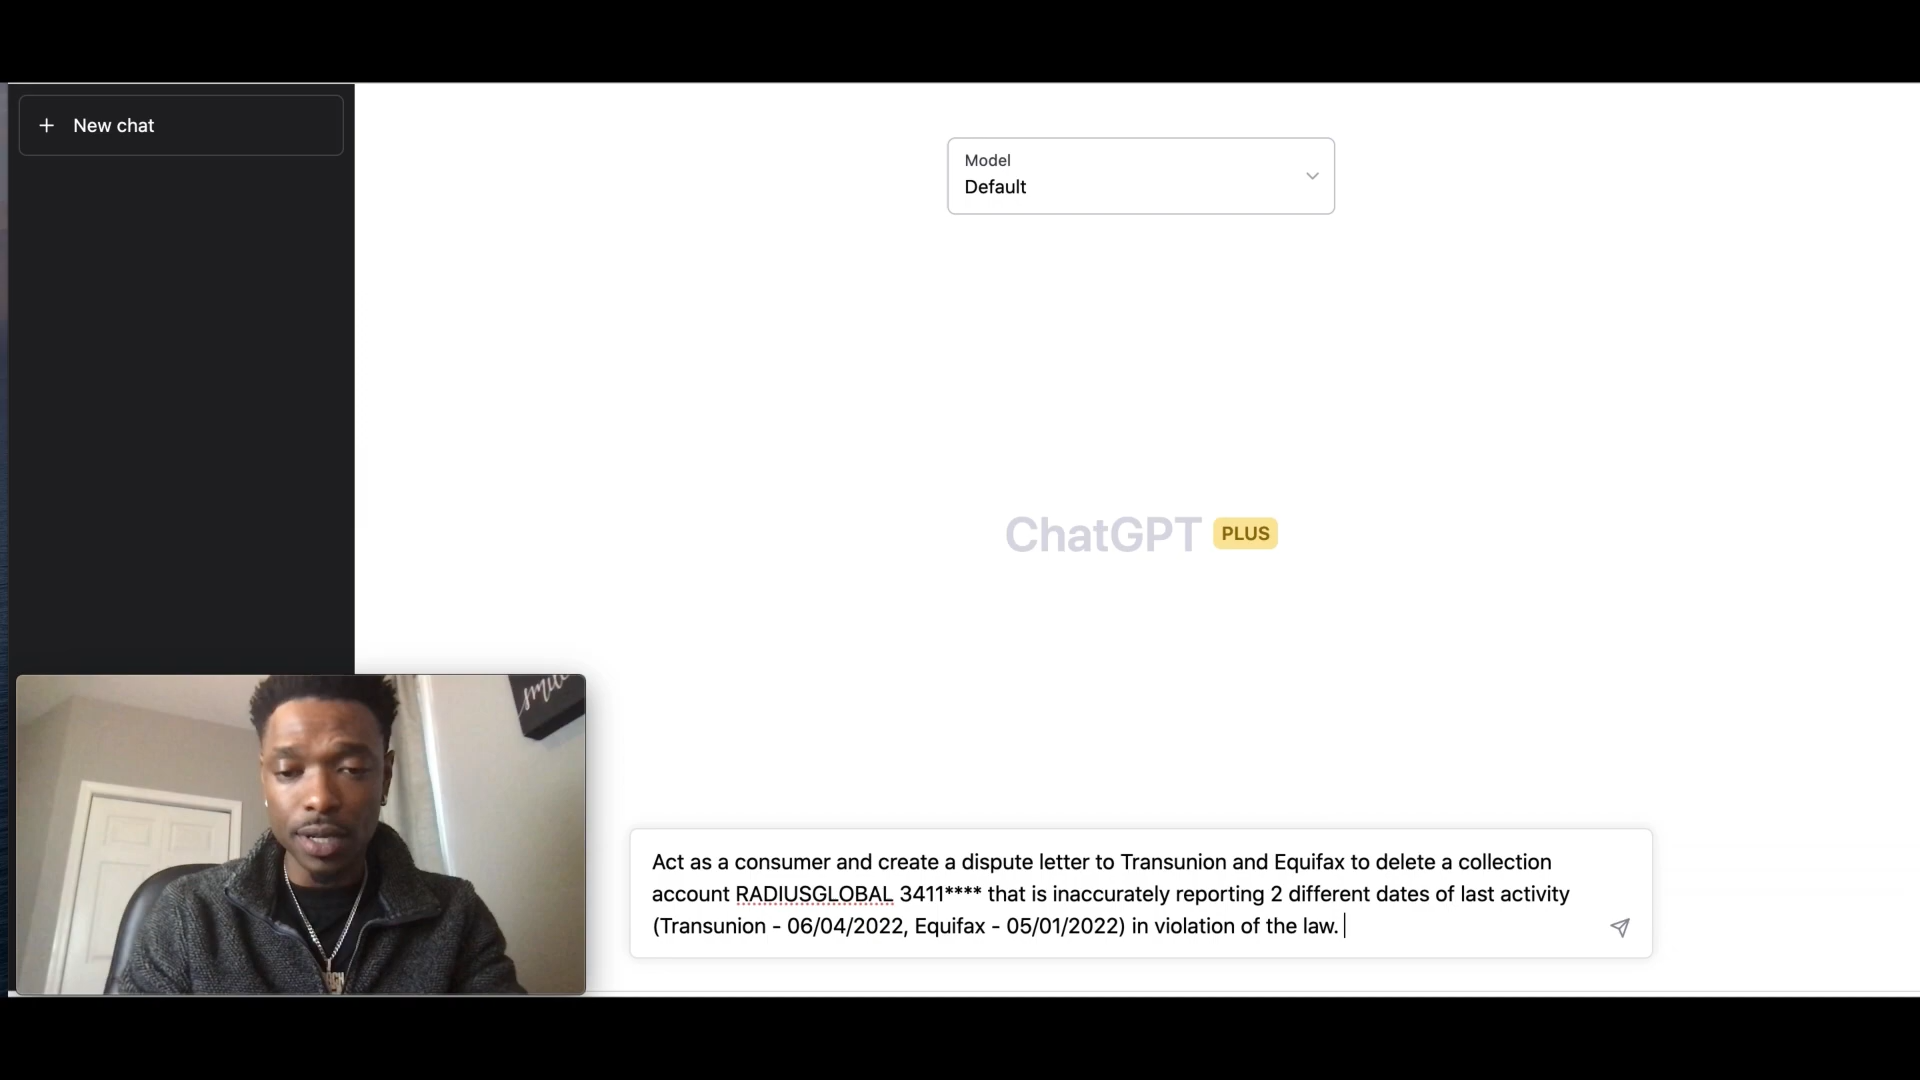 New chat
Model
Default
ChatGPT PLUS
smile
Act as a consumer and create a dispute letter to Transunion and Equifax to delete a collection
account RADIUSGLOBAL 3411**** that is inaccurately reporting 2 different dates of last activity
(Transunion - 06/04/2022, Equifax - 05/01/2022) in violation of the law.